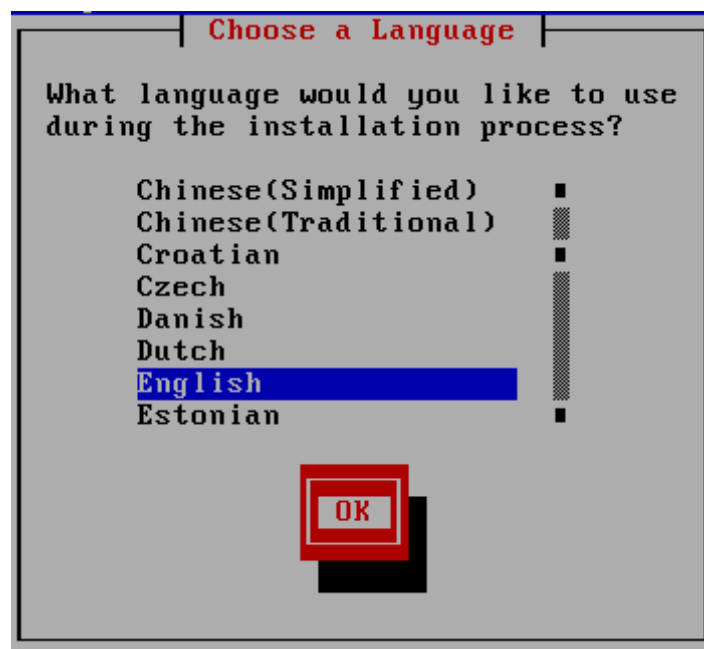 Choose a Language
What language would you like to use
during the installation process?
Chinese(Simplified)
Chinese(Traditional)
Croatian
Czech
Danish
Dutch
English
Estonian
OK